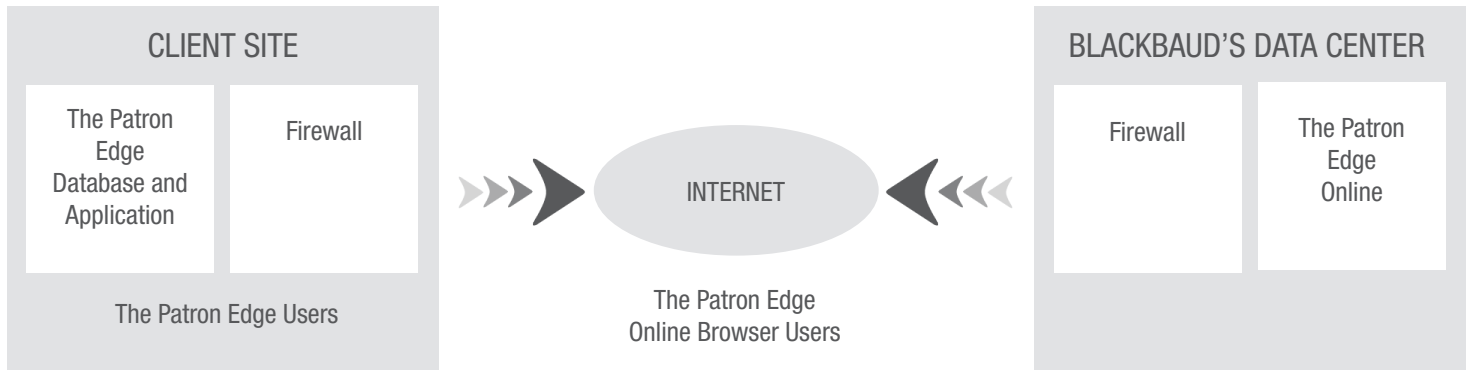 CLIENT SITE
The Patron
Edge
Database and
Application
Firewall
The Patron Edge Users
INTERNET
The Patron Edge
Online Browser Users
BLACKBAUD'S DATA CENTER
Firewall
The Patron
Edge
Online